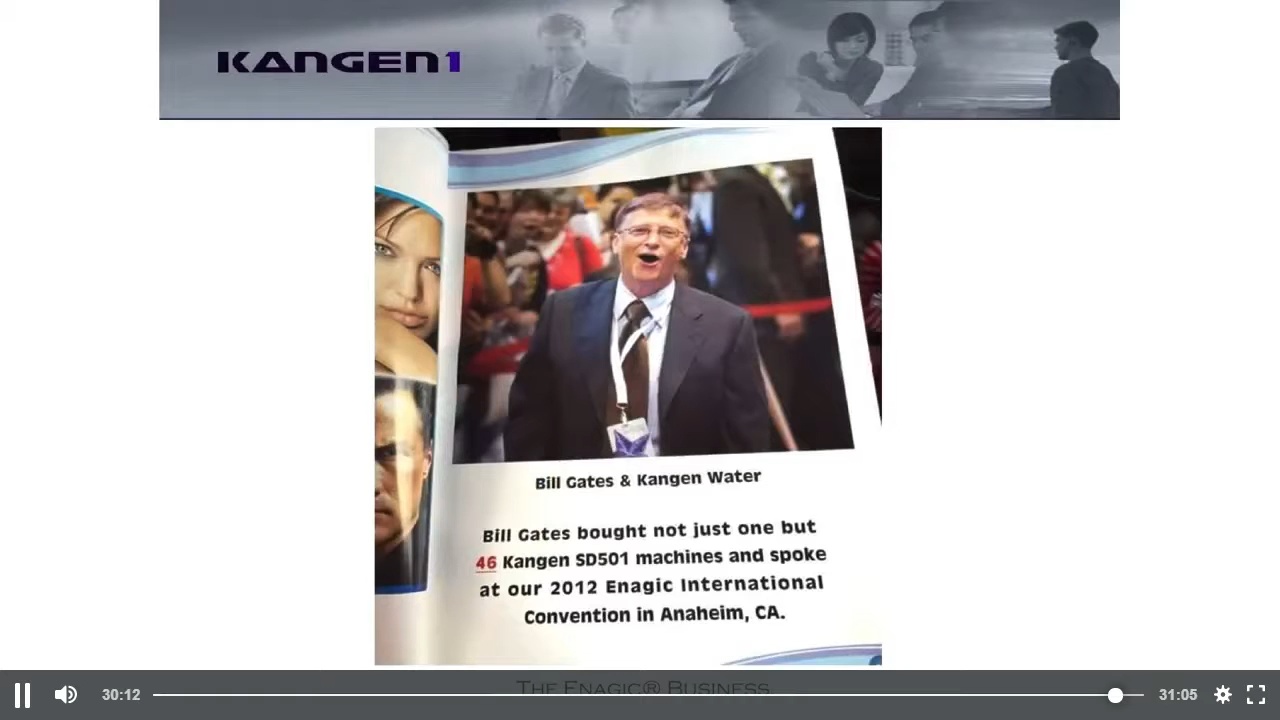 KANGEN1
Bill Gates & Kangen Water
Bill Gates bought not just one but
46 Kangen SD501 machines and spoke
at our 2012 Enagic International
Convention in Anaheim, CA.
The Enagic® Business
30:12
31:05